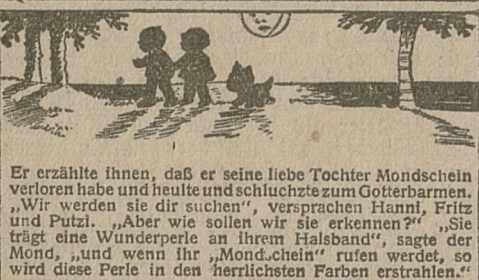 Er erzählte ihnen, daß er seine liebe Tochter Mondschein
verloren habe und heulte und schluchzte zum Gotterbarmen.
„Wir werden sie dir suchen“, versprachen Hanni, Fritz
und Putzi. „Aber wie sollen wir sie erkennen?“ „Sie
trägt eine Wunderperle an ihrem Halsband“, sagte der
Mond, „und wenn ihr „Mondschein“ rufen werdet, so
wird diese Perle in den herrlichsten Farben erstrahlen.“